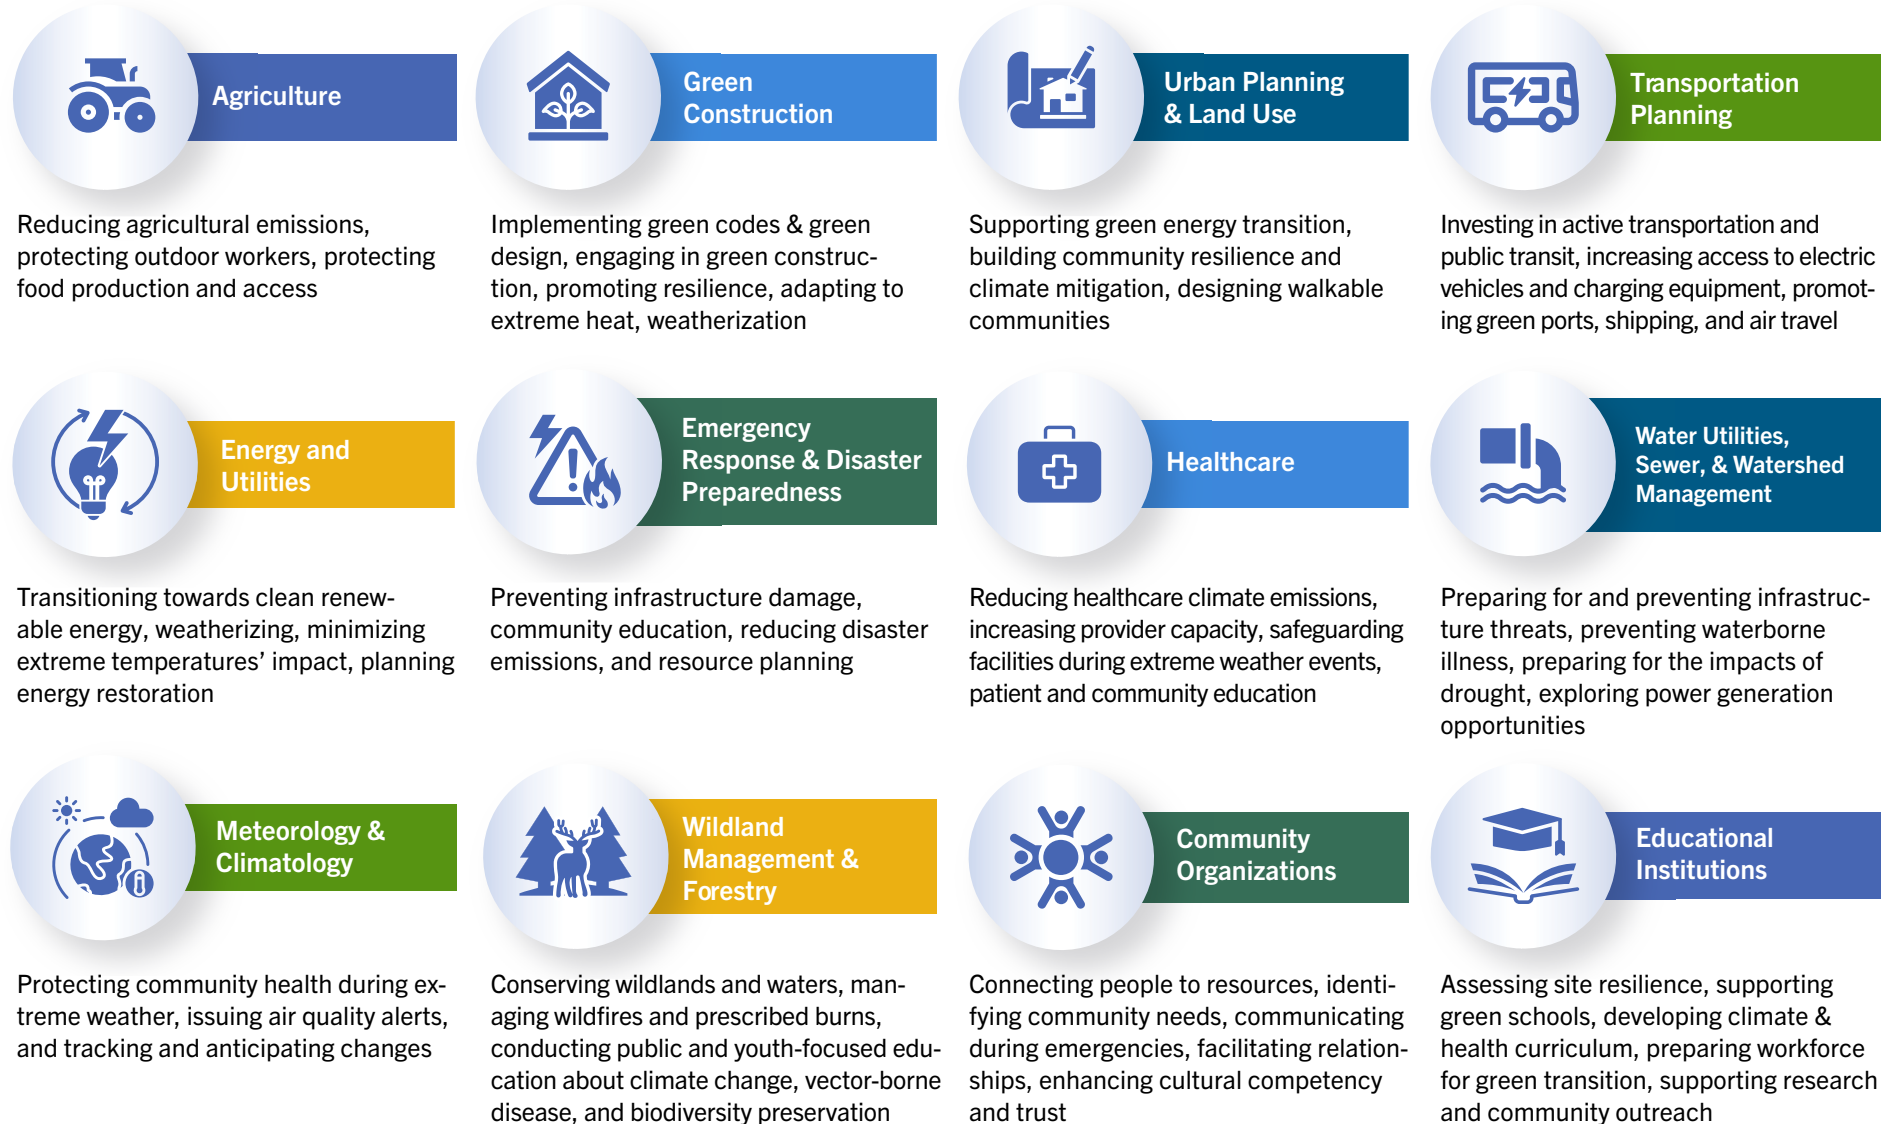 Agriculture
Reducing agricultural emissions,
protecting outdoor workers, protecting
food production and access
Green
Construction
Implementing green codes & green
design, engaging in green construc-
tion, promoting resilience, adapting to
extreme heat, weatherization
Urban Planning
& Land Use
Supporting green energy transition,
building community resilience and
climate mitigation, designing walkable
communities
Transportation
Planning
Investing in active transportation and
public transit, increasing access to electric
vehicles and charging equipment, promot-
ing green ports, shipping, and air travel
Energy and
Utilities
Transitioning towards clean renew-
able energy, weatherizing, minimizing
extreme temperatures’ impact, planning
energy restoration
Emergency
Response & Disaster
Preparedness
Preventing infrastructure damage,
community education, reducing disaster
emissions, and resource planning
Healthcare
Reducing healthcare climate emissions,
increasing provider capacity, safeguarding
facilities during extreme weather events,
patient and community education
Water Utilities,
Sewer, & Watershed
Management
Preparing for and preventing infrastruc-
ture threats, preventing waterborne
illness, preparing for the impacts of
drought, exploring power generation
opportunities
Meteorology &
Climatology
Protecting community health during ex-
treme weather, issuing air quality alerts,
and tracking and anticipating changes
Wildland
Management &
Forestry
Conserving wildlands and waters, man-
aging wildfires and prescribed burns,
conducting public and youth-focused edu-
cation about climate change, vector-borne
disease, and biodiversity preservation
Community
Organizations
Connecting people to resources, identi-
fying community needs, communicating
during emergencies, facilitating relation-
ships, enhancing cultural competency
and trust
Educational
Institutions
Assessing site resilience, supporting
green schools, developing climate &
health curriculum, preparing workforce
for green transition, supporting research
and community outreach